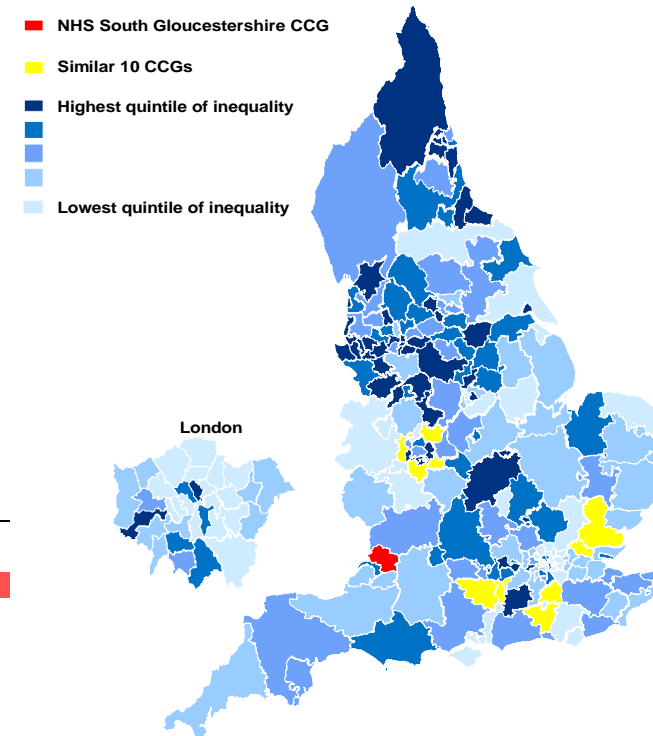 NHS South Gloucestershire CCG
Similar 10 CCGs
Highest quintile of inequality
Lowest quintile of inequality
London